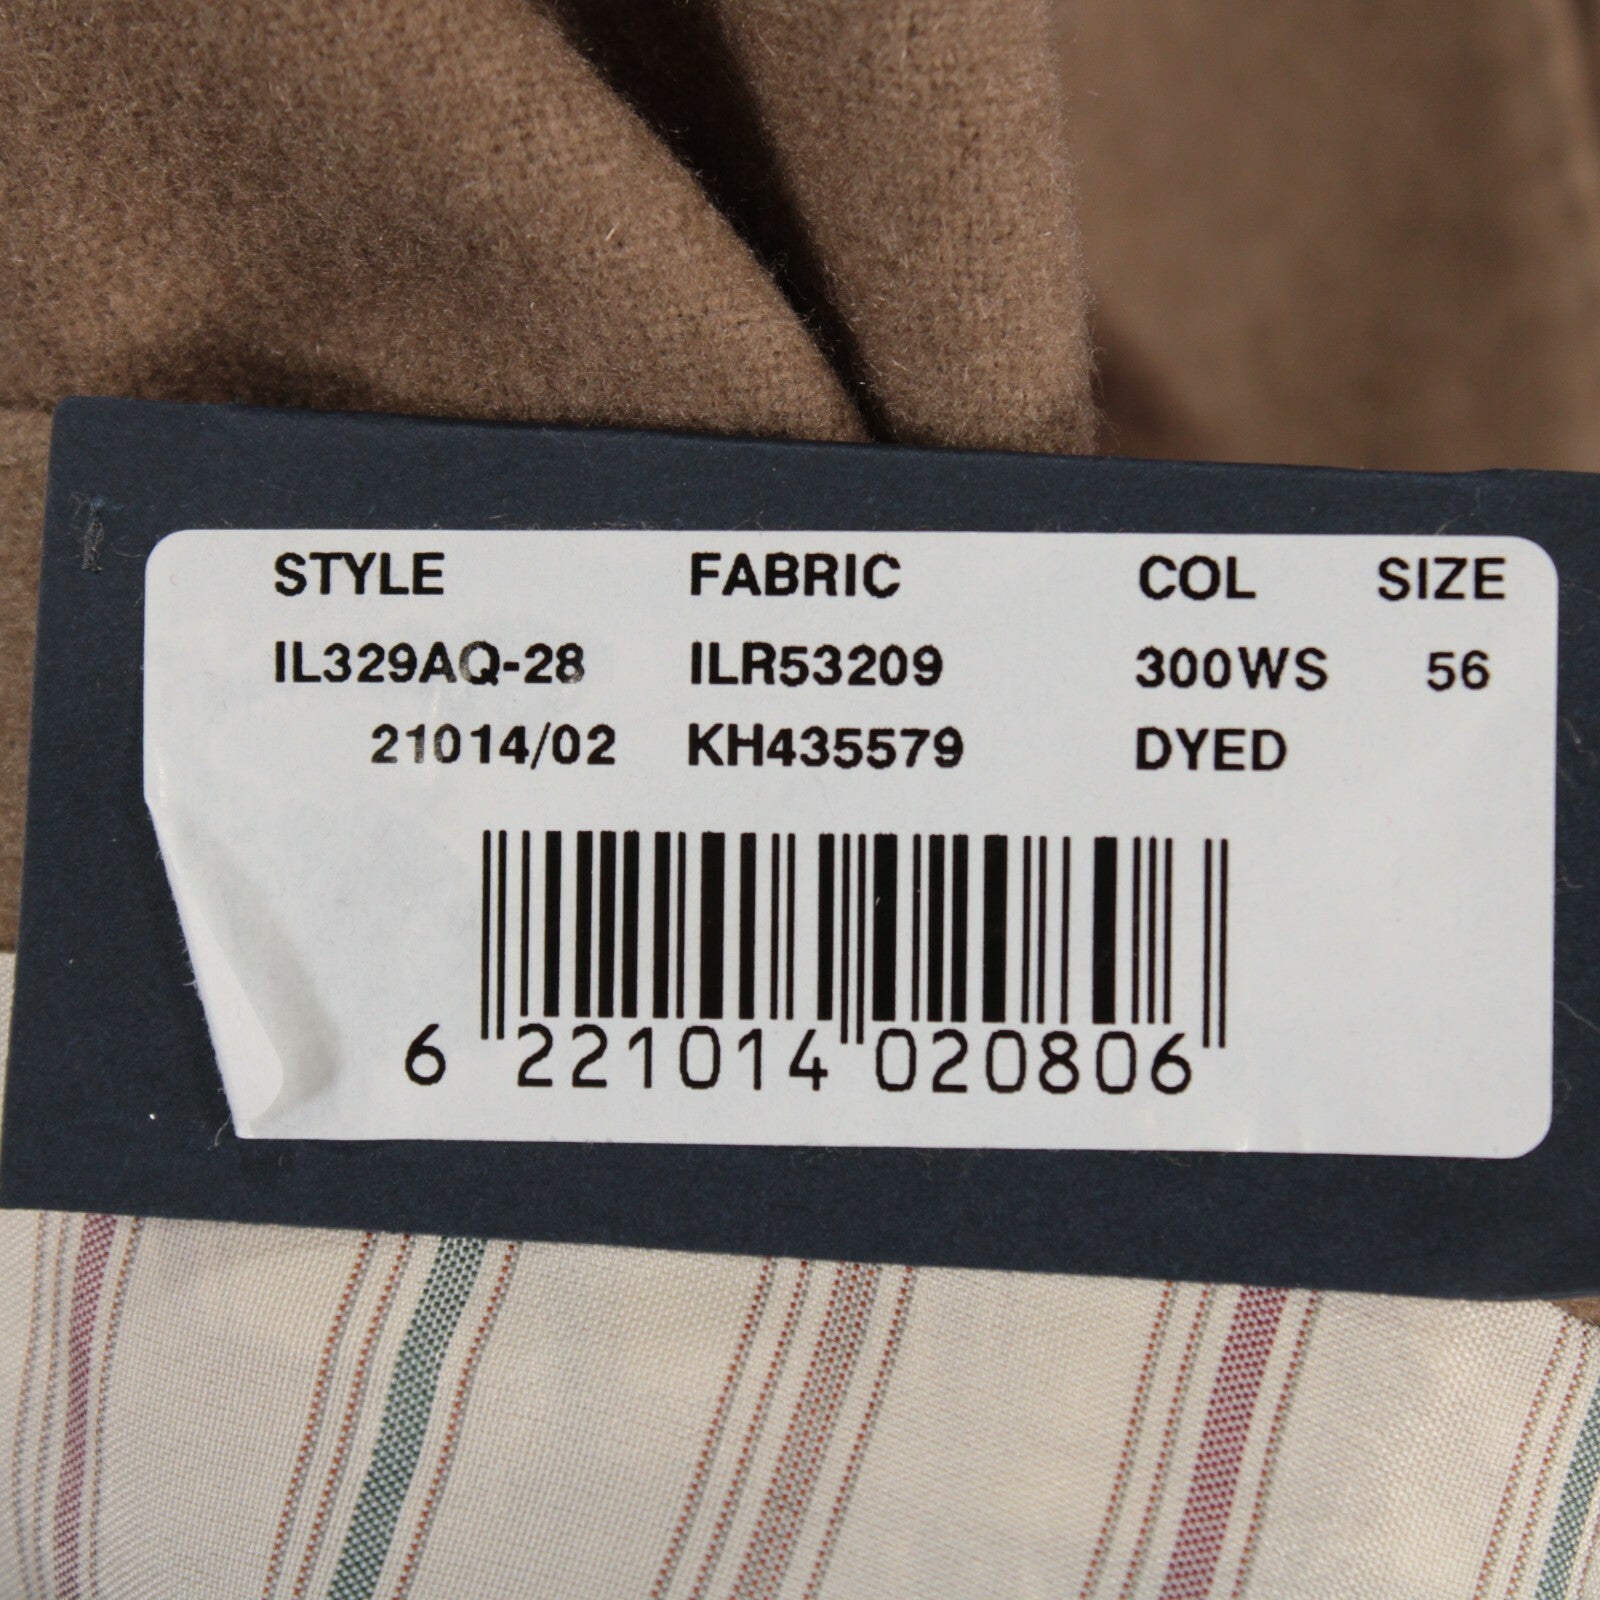 STYLE FABRIC COL SIZE
IL329AQ-28 ILR53209 300WS 56
21014/02 KH435579 DYED
6 221014 020806